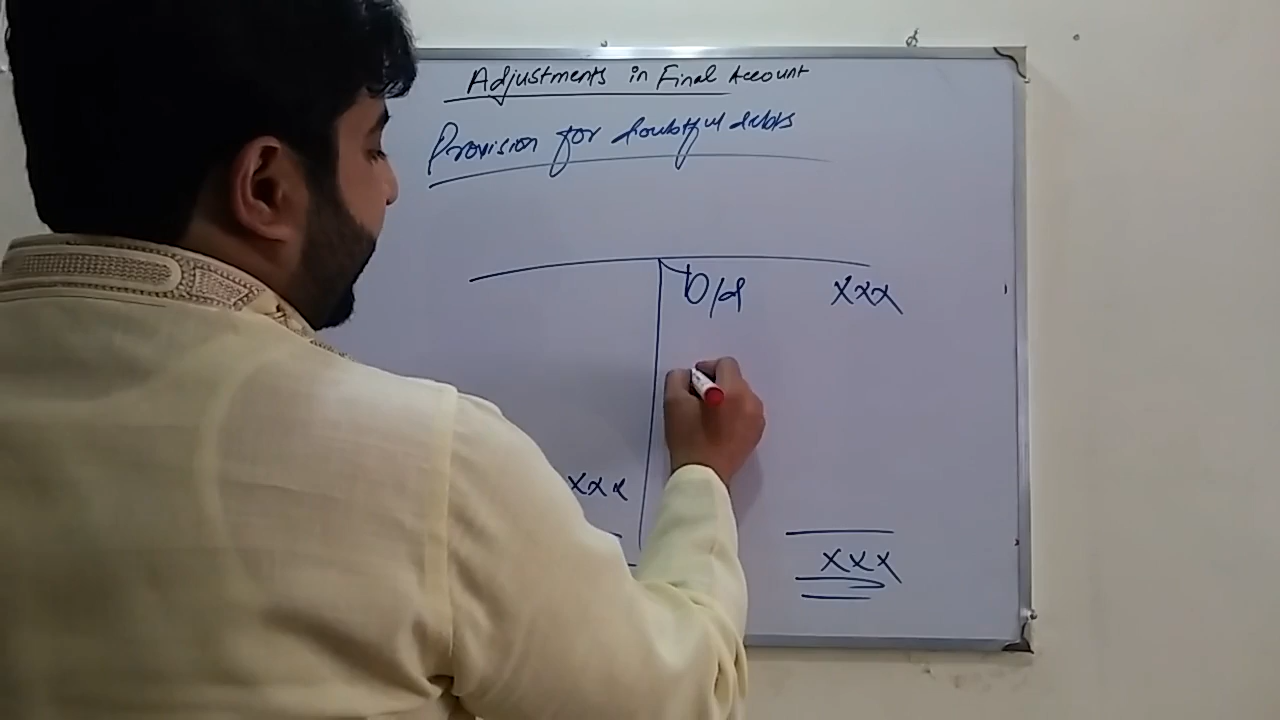 Adjustments in Final Account
Provision for doubtful debts
b/d xxx
xxx
xxx